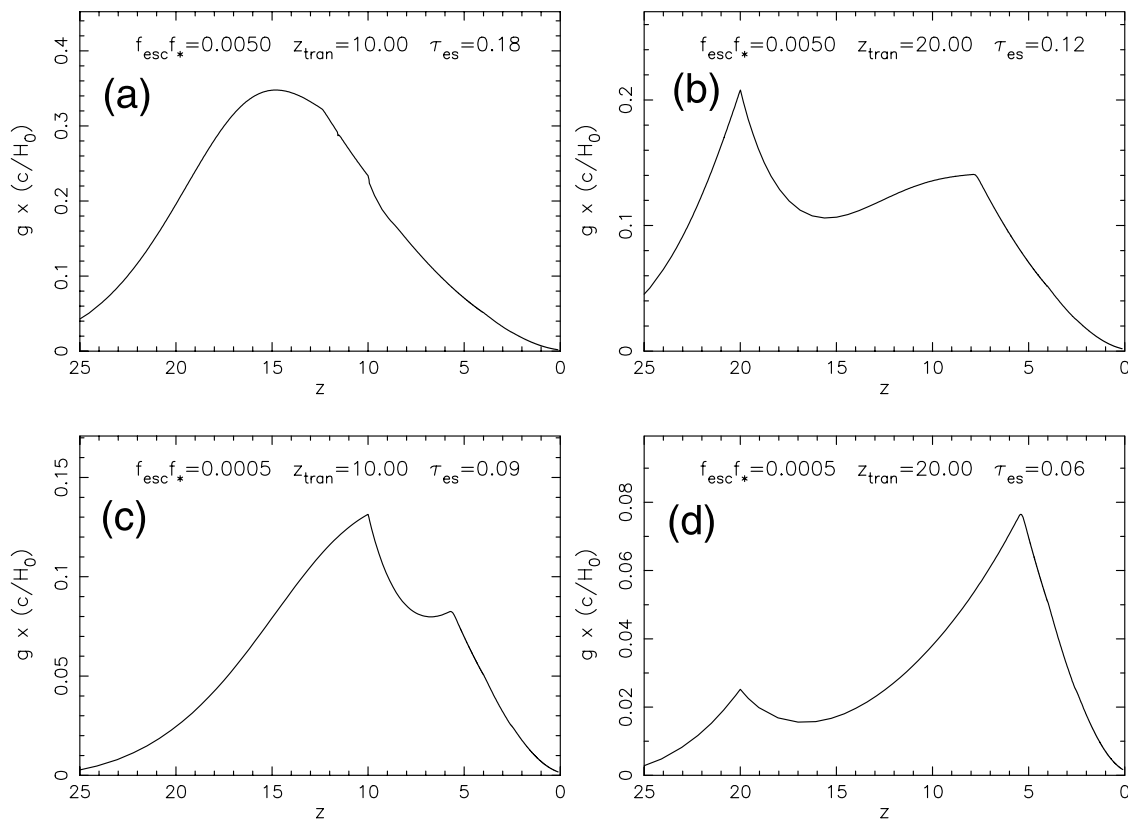 f_esc f_*=0.0050 z_tran=10.00 τ_es=0.18
(a)
0.4
0.3
0.2
0.1
0
g x (c/H_0)
25 20 15 10 5 0
z
f_esc f_*=0.0050 z_tran=20.00 τ_es=0.12
(b)
0.2
0.1
0
g x (c/H_0)
25 20 15 10 5 0
z
f_esc f_*=0.0005 z_tran=10.00 τ_es=0.09
(c)
0.15
0.1
0.05
0
g x (c/H_0)
25 20 15 10 5 0
z
f_esc f_*=0.0005 z_tran=20.00 τ_es=0.06
(d)
0.08
0.06
0.04
0.02
0
g x (c/H_0)
25 20 15 10 5 0
z